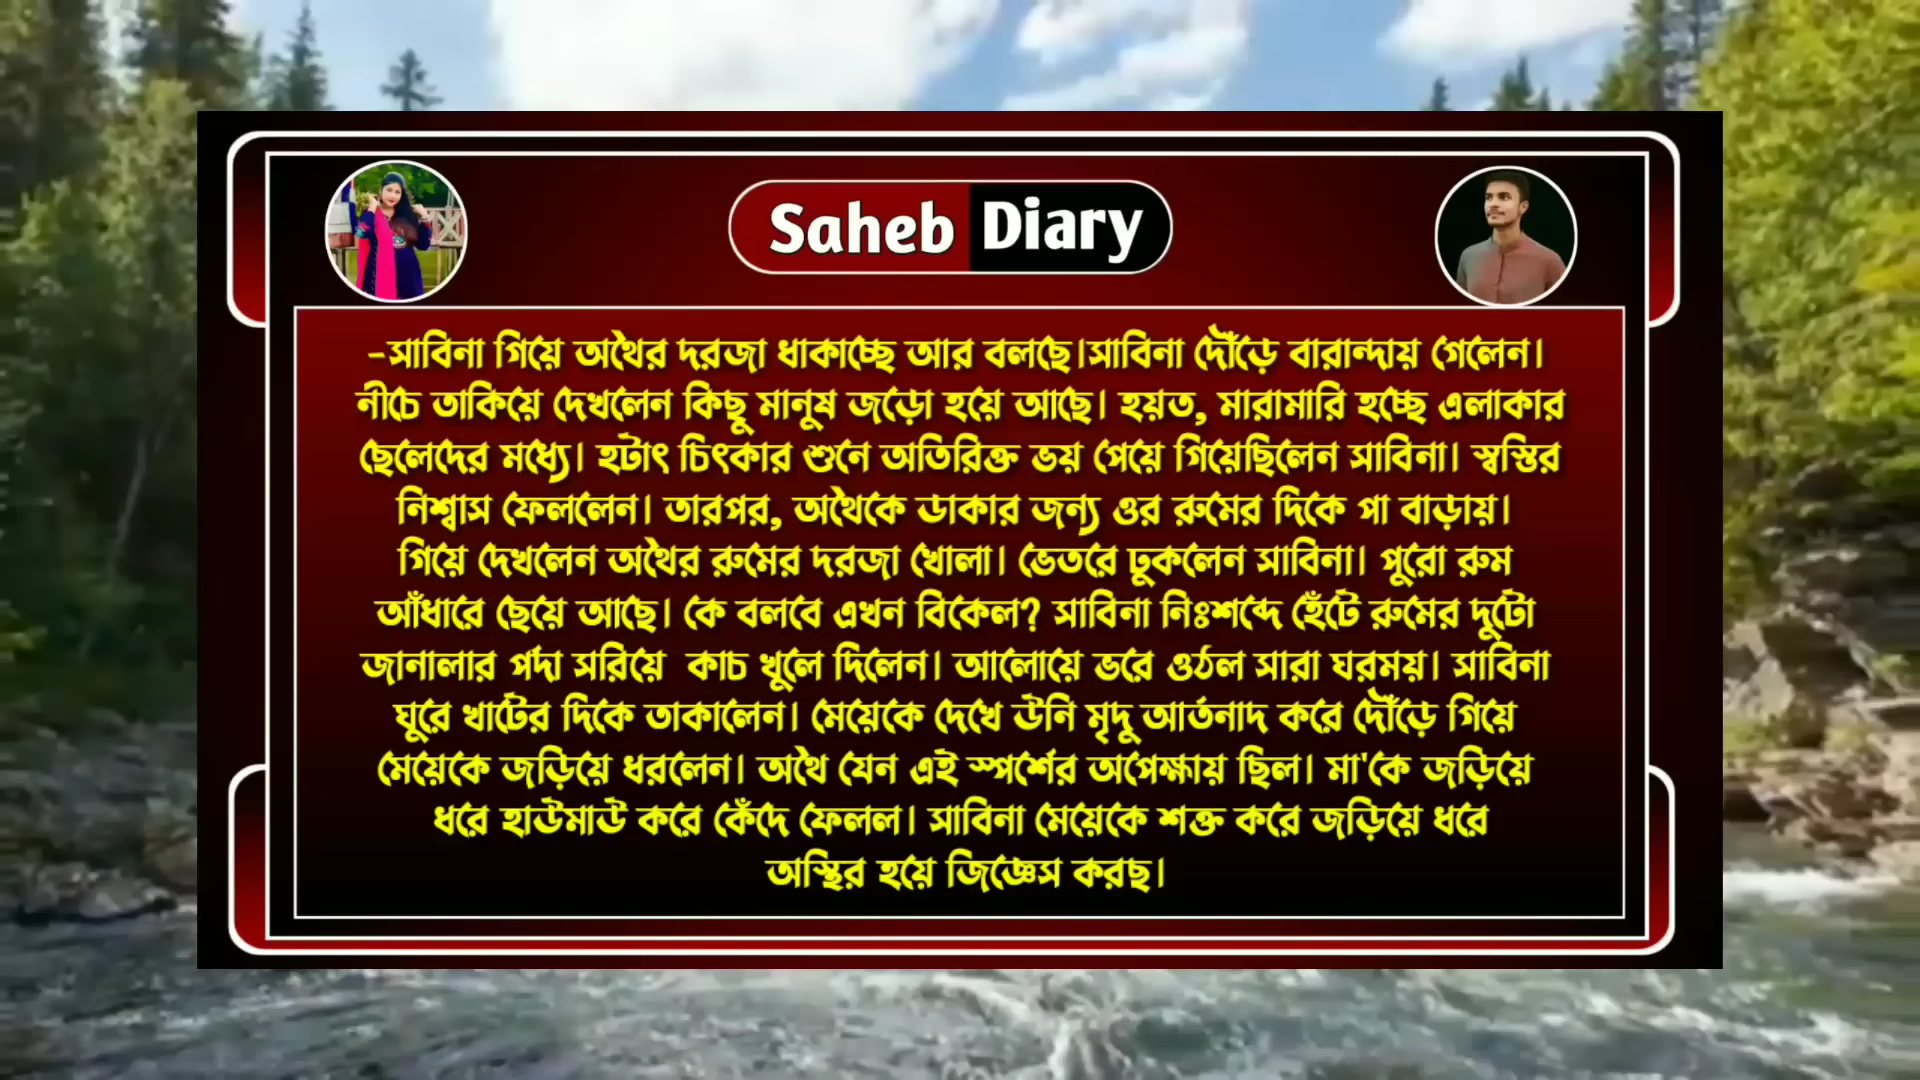 Saheb Diary
-সাবিনা গিয়ে অথৈর দরজা ধাকাচ্ছে আর বলছে।সাবিনা দৌঁড়ে বারান্দায় গেলেন।
নীচে তাকিয়ে দেখলেন কিছু মানুষ জড়ো হয়ে আছে। হয়ত, মারামারি হচ্ছে এলাকার
ছেলেদের মধ্যে। হটাৎ চিৎকার শুনে অতিরিক্ত ভয় পেয়ে গিয়েছিলেন সাবিনা। স্বস্তির
নিশ্বাস ফেললেন। তারপর, অথৈকে ডাকার জন্য ওর রুমের দিকে পা বাড়ায়।
গিয়ে দেখলেন অথৈর রুমের দরজা খোলা। ভেতরে ঢুকলেন সাবিনা। পুরো রুম
আঁধারে ছেয়ে আছে। কে বলবে এখন বিকেল? সাবিনা নিঃশব্দে হেঁটে রুমের দুটো
জানালার পর্দা সরিয়ে কাচ খুলে দিলেন। আলোয়ে ভরে ওঠল সারা ঘরময়। সাবিনা
ঘুরে খাটের দিকে তাকালেন। মেয়েকে দেখে উনি মৃদু আর্তনাদ করে দৌঁড়ে গিয়ে
মেয়েকে জড়িয়ে ধরলেন। অথৈ যেন এই স্পর্শের অপেক্ষায় ছিল। মা'কে জড়িয়ে
ধরে হাউমাউ করে কেঁদে ফেলল। সাবিনা মেয়েকে শক্ত করে জড়িয়ে ধরে
অস্থির হয়ে জিজ্ঞেস করছ।